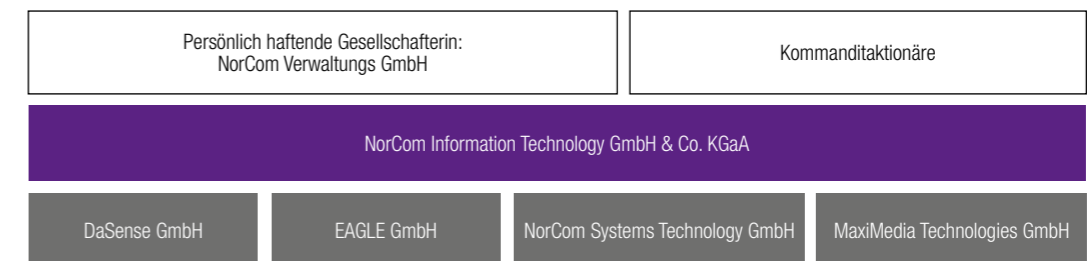 Persönlich haftende Gesellschafterin:
NorCom Verwaltungs GmbH
Kommanditaktionäre
NorCom Information Technology GmbH & Co. KGaA
DaSense GmbH
EAGLE GmbH
NorCom Systems Technology GmbH
MaxiMedia Technologies GmbH